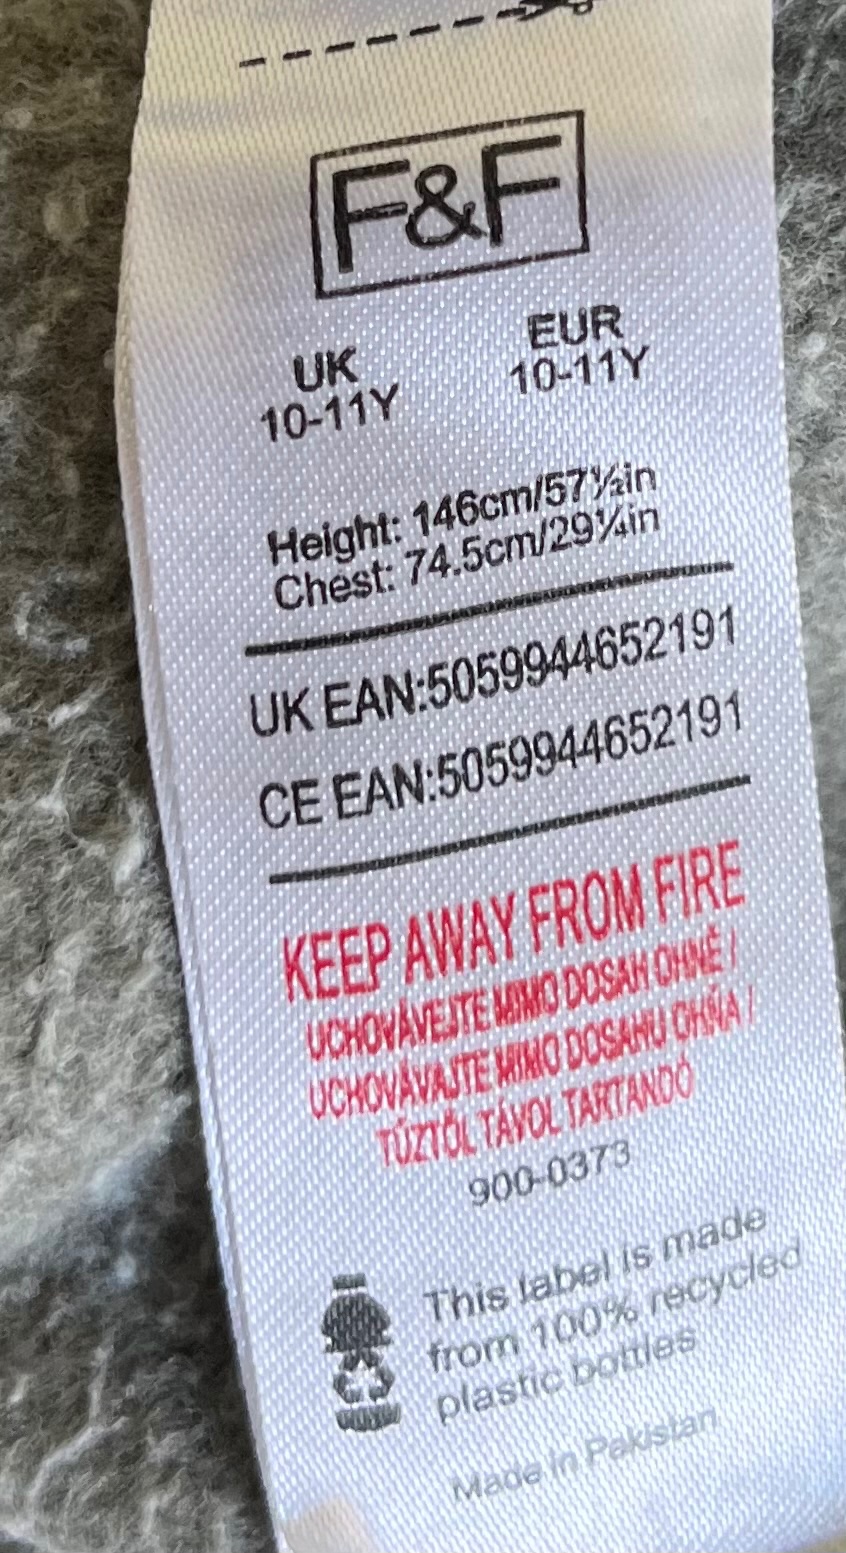 F&F
UK EUR
10-11Y 10-11Y
Height: 146cm/57½in
Chest: 74.5cm/29¼in
UK EAN:5059944652191
CE EAN:5059944652191
KEEP AWAY FROM FIRE
UCHOVÁVEJTE MIMO DOSAH OHNĚ /
UCHOVÁVAJTE MIMO DOSAHU OHŇA /
TŰZTŐL TÁVOL TARTANDÓ
900-0373
This label is made
from 100% recycled
plastic bottles
Made in Pakistan